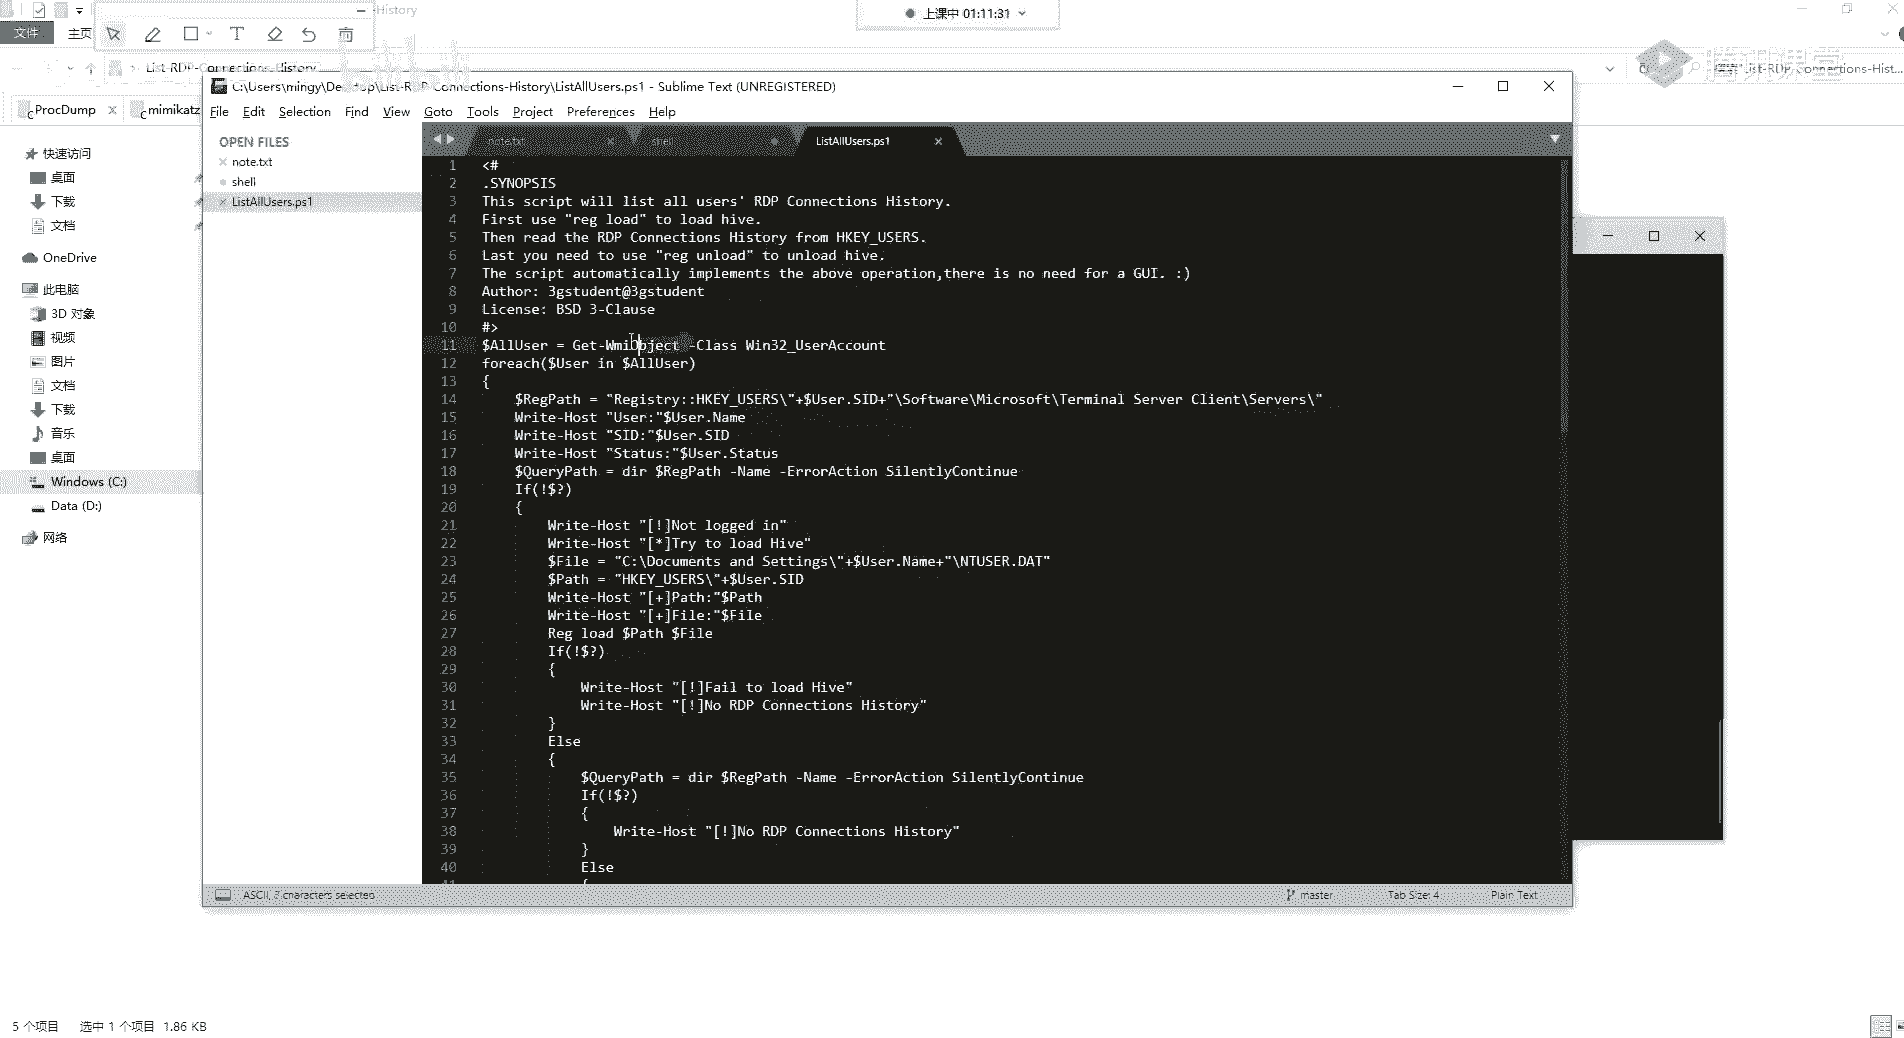 History
上课中 01:11:31
文件
主页
List-RDP-Connections-History
腾讯课堂
List-RDP-Connections-Hist...
ProcDump
mimikatz
快速访问
桌面
下载
文档
OneDrive
此电脑
3D 对象
视频
图片
文档
下载
音乐
桌面
Windows (C:)
Data (D:)
网络
C:\Users\mingy\Desktop\List-RDP-Connections-History\ListAllUsers.ps1 - Sublime Text (UNREGISTERED)
File Edit Selection Find View Goto Tools Project Preferences Help
OPEN FILES
note.txt
shell
ListAllUsers.ps1
note.txt shell ListAllUsers.ps1
1 <#
2 .SYNOPSIS
3 This script will list all users' RDP Connections History.
4 First use "reg load" to load hive.
5 Then read the RDP Connections History from HKEY_USERS.
6 Last you need to use "reg unload" to unload hive.
7 The script automatically implements the above operation,there is no need for a GUI. :)
8 Author: 3gstudent@3gstudent
9 License: BSD 3-Clause
10 #>
11 $AllUser = Get-WmiObject -Class Win32_UserAccount
12 foreach($User in $AllUser)
13 {
14 $RegPath = "Registry::HKEY_USERS\"+$User.SID+"\Software\Microsoft\Terminal Server Client\Servers\"
15 Write-Host "User:"$User.Name
16 Write-Host "SID:"$User.SID
17 Write-Host "Status:"$User.Status
18 $QueryPath = dir $RegPath -Name -ErrorAction SilentlyContinue
19 If(!$?)
20 {
21 Write-Host "[!]Not logged in"
22 Write-Host "[*]Try to load Hive"
23 $File = "C:\Documents and Settings\"+$User.Name+"\NTUSER.DAT"
24 $Path = "HKEY_USERS\"+$User.SID
25 Write-Host "[+]Path:"$Path
26 Write-Host "[+]File:"$File
27 Reg load $Path $File
28 If(!$?)
29 {
30 Write-Host "[!]Fail to load Hive"
31 Write-Host "[!]No RDP Connections History"
32 }
33 Else
34 {
35 $QueryPath = dir $RegPath -Name -ErrorAction SilentlyContinue
36 If(!$?)
37 {
38 Write-Host "[!]No RDP Connections History"
39 }
40 Else
41 {
ASCII, 7 characters selected master Tab Size: 4 Plain Text
5 个项目 选中 1 个项目 1.86 KB